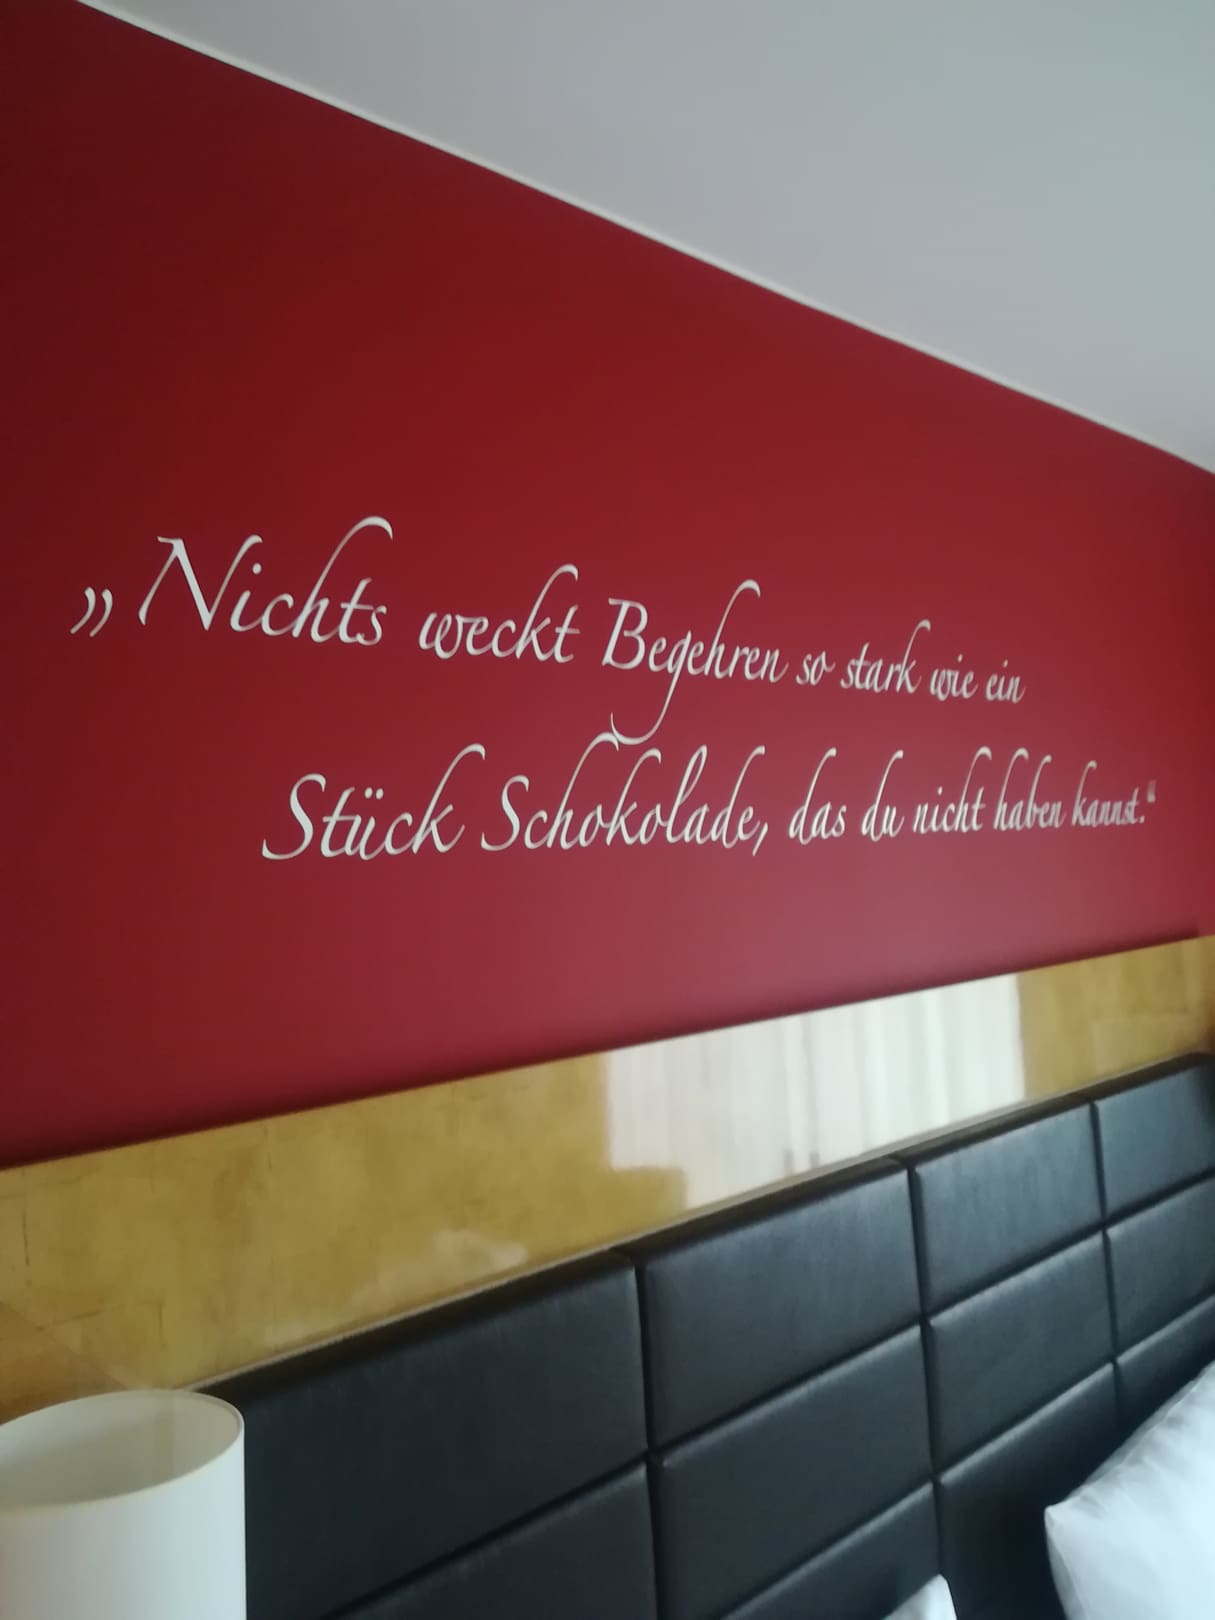 „Nichts weckt Begehren so stark wie ein
Stück Schokolade, das du nicht haben kannst.“